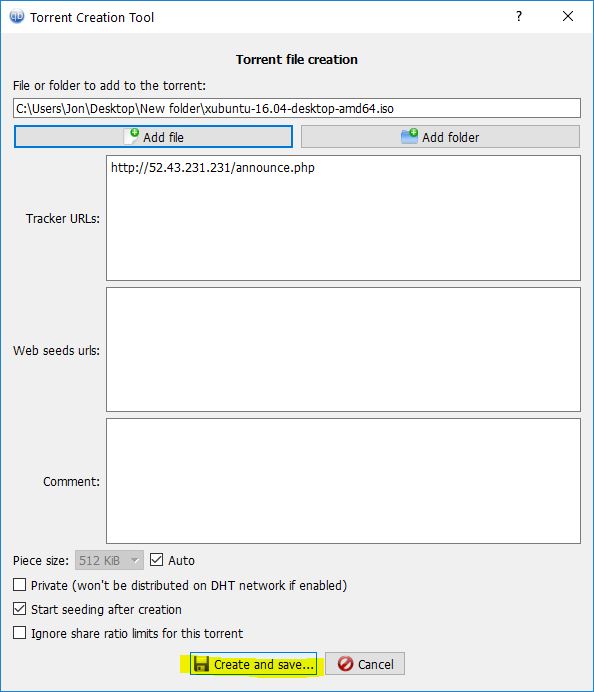 qb Torrent Creation Tool
Torrent file creation
File or folder to add to the torrent:
C:\Users\Jon\Desktop\New folder\xubuntu-16.04-desktop-amd64.iso
Add file Add folder
Tracker URLs: http://52.43.231.231/announce.php
Web seeds urls:
Comment:
Piece size: 512 KiB Auto
Private (won't be distributed on DHT network if enabled)
Start seeding after creation
Ignore share ratio limits for this torrent
Create and save... Cancel